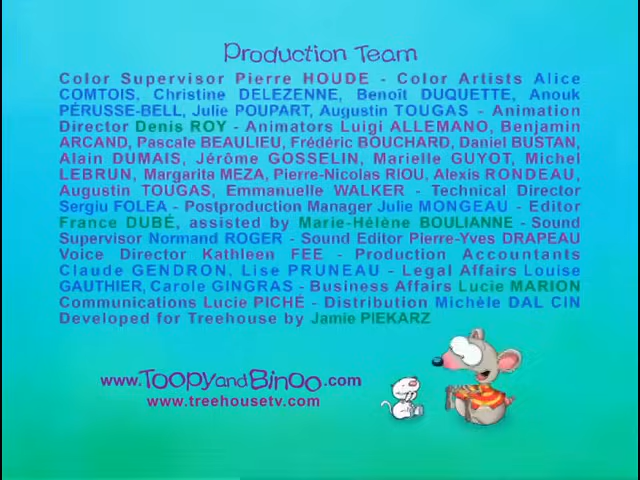 Production Team
Color Supervisor Pierre HOUDE - Color Artists Alice
COMTOIS, Christine DELEZENNE, Benoît DUQUETTE, Anouk
PÉRUSSE-BELL, Julie POUPART, Augustin TOUGAS - Animation
Director Denis ROY - Animators Luigi ALLEMANO, Benjamin
ARCAND, Pascale BEAULIEU, Frédéric BOUCHARD, Daniel BUSTAN,
Alain DUMAIS, Jérôme GOSSELIN, Marielle GUYOT, Michel
LEBRUN, Margarita MEZA, Pierre-Nicolas RIOU, Alexis RONDEAU,
Augustin TOUGAS, Emmanuelle WALKER - Technical Director
Sergiu FOLEA - Postproduction Manager Julie MONGEAU - Editor
France DUBÉ, assisted by Marie-Hélène BOULIANNE - Sound
Supervisor Normand ROGER - Sound Editor Pierre-Yves DRAPEAU
Voice Director Kathleen FEE - Production Accountants
Claude GENDRON, Lise PRUNEAU - Legal Affairs Louise
GAUTHIER, Carole GINGRAS - Business Affairs Lucie MARION
Communications Lucie PICHÉ - Distribution Michèle DAL CIN
Developed for Treehouse by Jamie PIEKARZ
www.TOOPYandBINOO.com
www.treehousetv.com